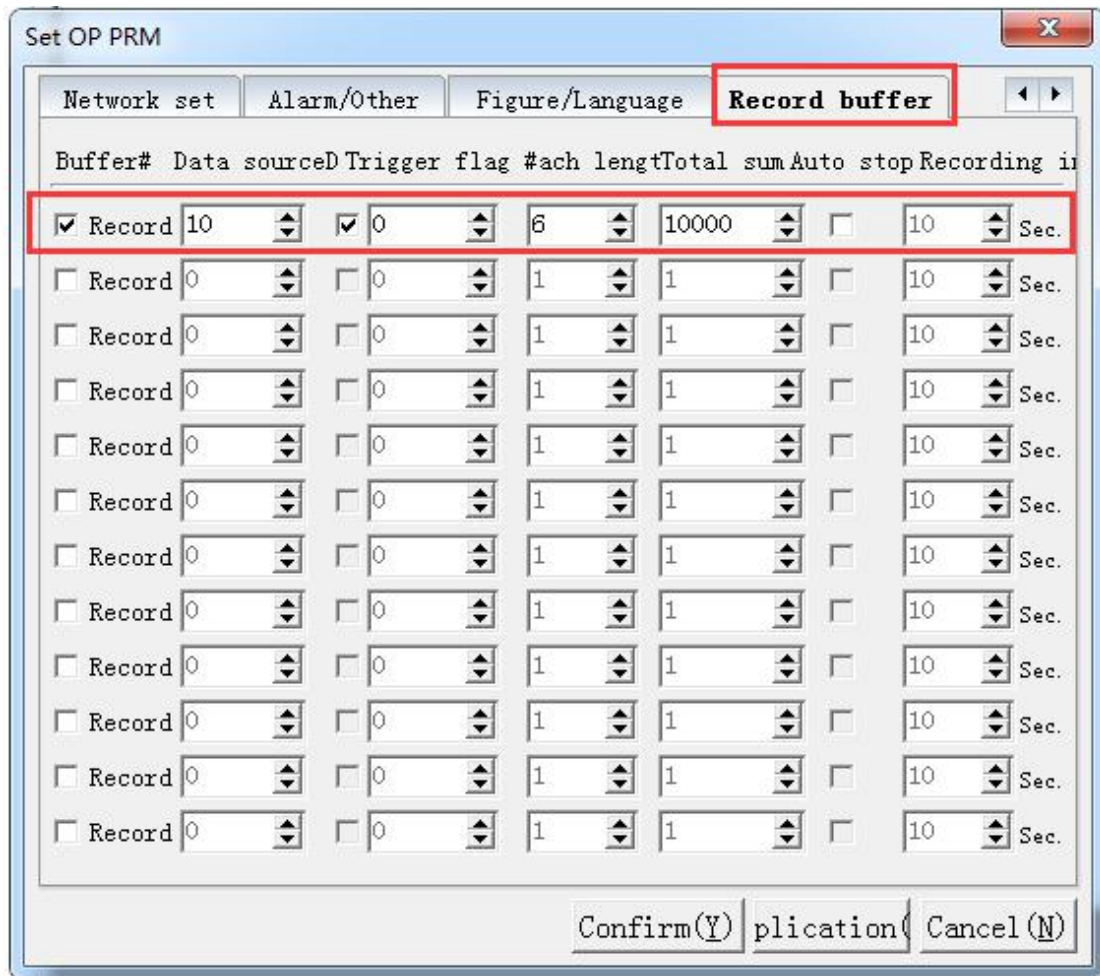 Set OP PRM
Network set Alarm/Other Figure/Language Record buffer
Buffer# Data sourceD Trigger flag #ach lengtTotal sum Auto stop Recording in
Record 10 0 6 10000 10 Sec.
Record 0 0 1 1 10 Sec.
Record 0 0 1 1 10 Sec.
Record 0 0 1 1 10 Sec.
Record 0 0 1 1 10 Sec.
Record 0 0 1 1 10 Sec.
Record 0 0 1 1 10 Sec.
Record 0 0 1 1 10 Sec.
Record 0 0 1 1 10 Sec.
Record 0 0 1 1 10 Sec.
Record 0 0 1 1 10 Sec.
Record 0 0 1 1 10 Sec.
Confirm(Y) plication( Cancel(N)